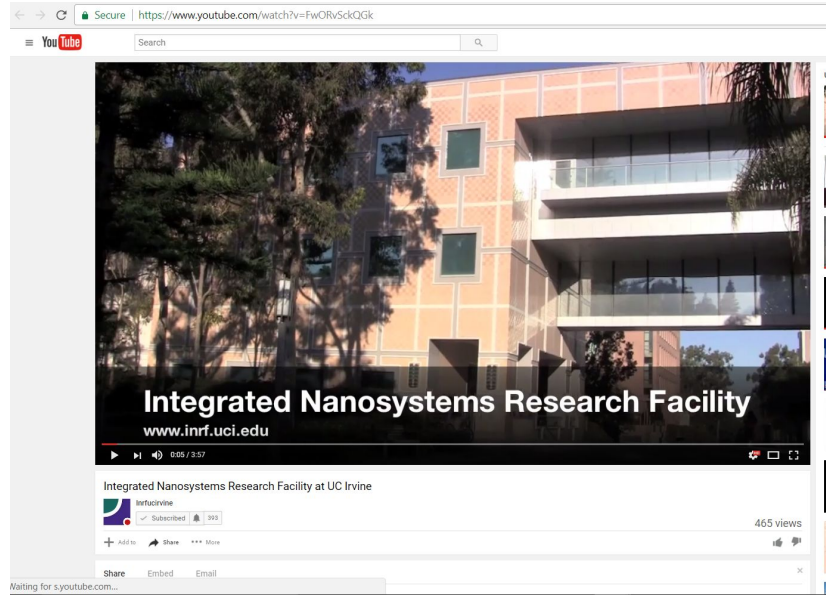 Secure | https://www.youtube.com/watch?v=FwORvSckQGk
YouTube
Search
Integrated Nanosystems Research Facility
www.inrf.uci.edu
0:05 / 3:57
Integrated Nanosystems Research Facility at UC Irvine
Inrfucirvine
Subscribed 393
465 views
Add to Share More
Share Embed Email
Waiting for s.youtube.com...